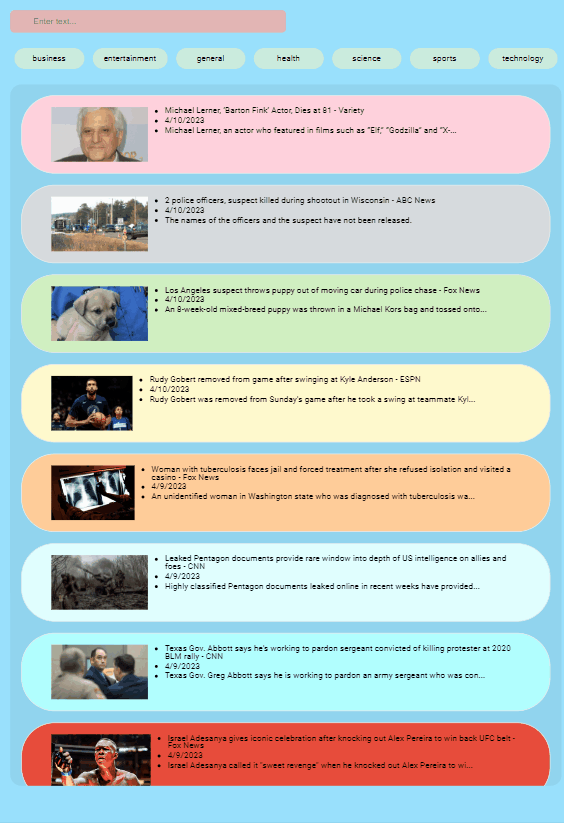 Enter text...
business entertainment general health science sports technology
Michael Lerner, 'Barton Fink' Actor, Dies at 81 - Variety
4/10/2023
Michael Lerner, an actor who featured in films such as "Elf," "Godzilla" and "X-...
2 police officers, suspect killed during shootout in Wisconsin - ABC News
4/10/2023
The names of the officers and the suspect have not been released.
Los Angeles suspect throws puppy out of moving car during police chase - Fox News
4/10/2023
An 8-week-old mixed-breed puppy was thrown in a Michael Kors bag and tossed onto...
Rudy Gobert removed from game after swinging at Kyle Anderson - ESPN
4/10/2023
Rudy Gobert was removed from Sunday's game after he took a swing at teammate Kyl...
Woman with tuberculosis faces jail and forced treatment after she refused isolation and visited a
casino - Fox News
4/9/2023
An unidentified woman in Washington state who was diagnosed with tuberculosis wa...
Leaked Pentagon documents provide rare window into depth of US intelligence on allies and
foes - CNN
4/9/2023
Highly classified Pentagon documents leaked online in recent weeks have provided...
Texas Gov. Abbott says he's working to pardon sergeant convicted of killing protester at 2020
BLM rally - CNN
4/9/2023
Texas Gov. Greg Abbott says he is working to pardon an army sergeant who was con...
Israel Adesanya gives iconic celebration after knocking out Alex Pereira to win back UFC belt -
Fox News
4/9/2023
Israel Adesanya called it "sweet revenge" when he knocked out Alex Pereira to wi...